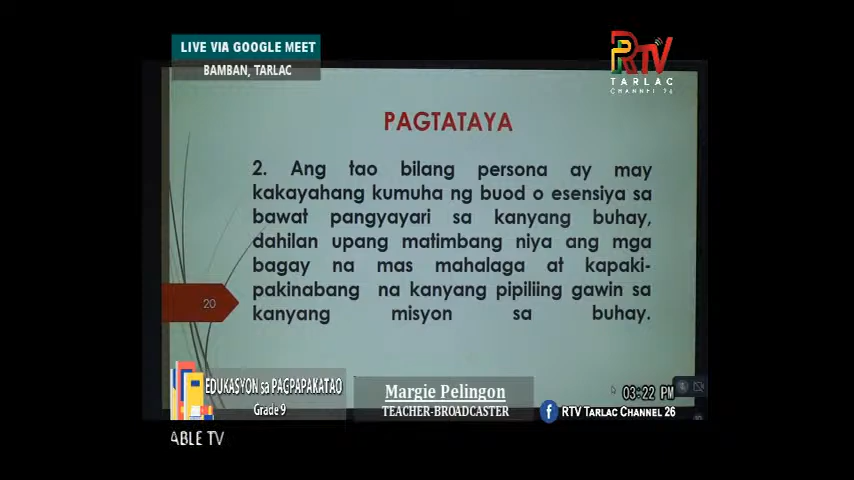 LIVE VIA GOOGLE MEET
BAMBAN, TARLAC
PRTV
TARLAC
CHANNEL 26
PAGTATAYA
2. Ang tao bilang persona ay may
kakayahang kumuha ng buod o esensiya sa
bawat pangyayari sa kanyang buhay,
dahilan upang matimbang niya ang mga
bagay na mas mahalaga at kapaki-
pakinabang na kanyang pipiliing gawin sa
kanyang misyon sa buhay.
20
EDUKASYON sa PAGPAPAKATAO
Grade 9
Margie Pelingon
TEACHER-BROADCASTER
03:22 PM
f RTV TARLAC CHANNEL 26
ABLE TV